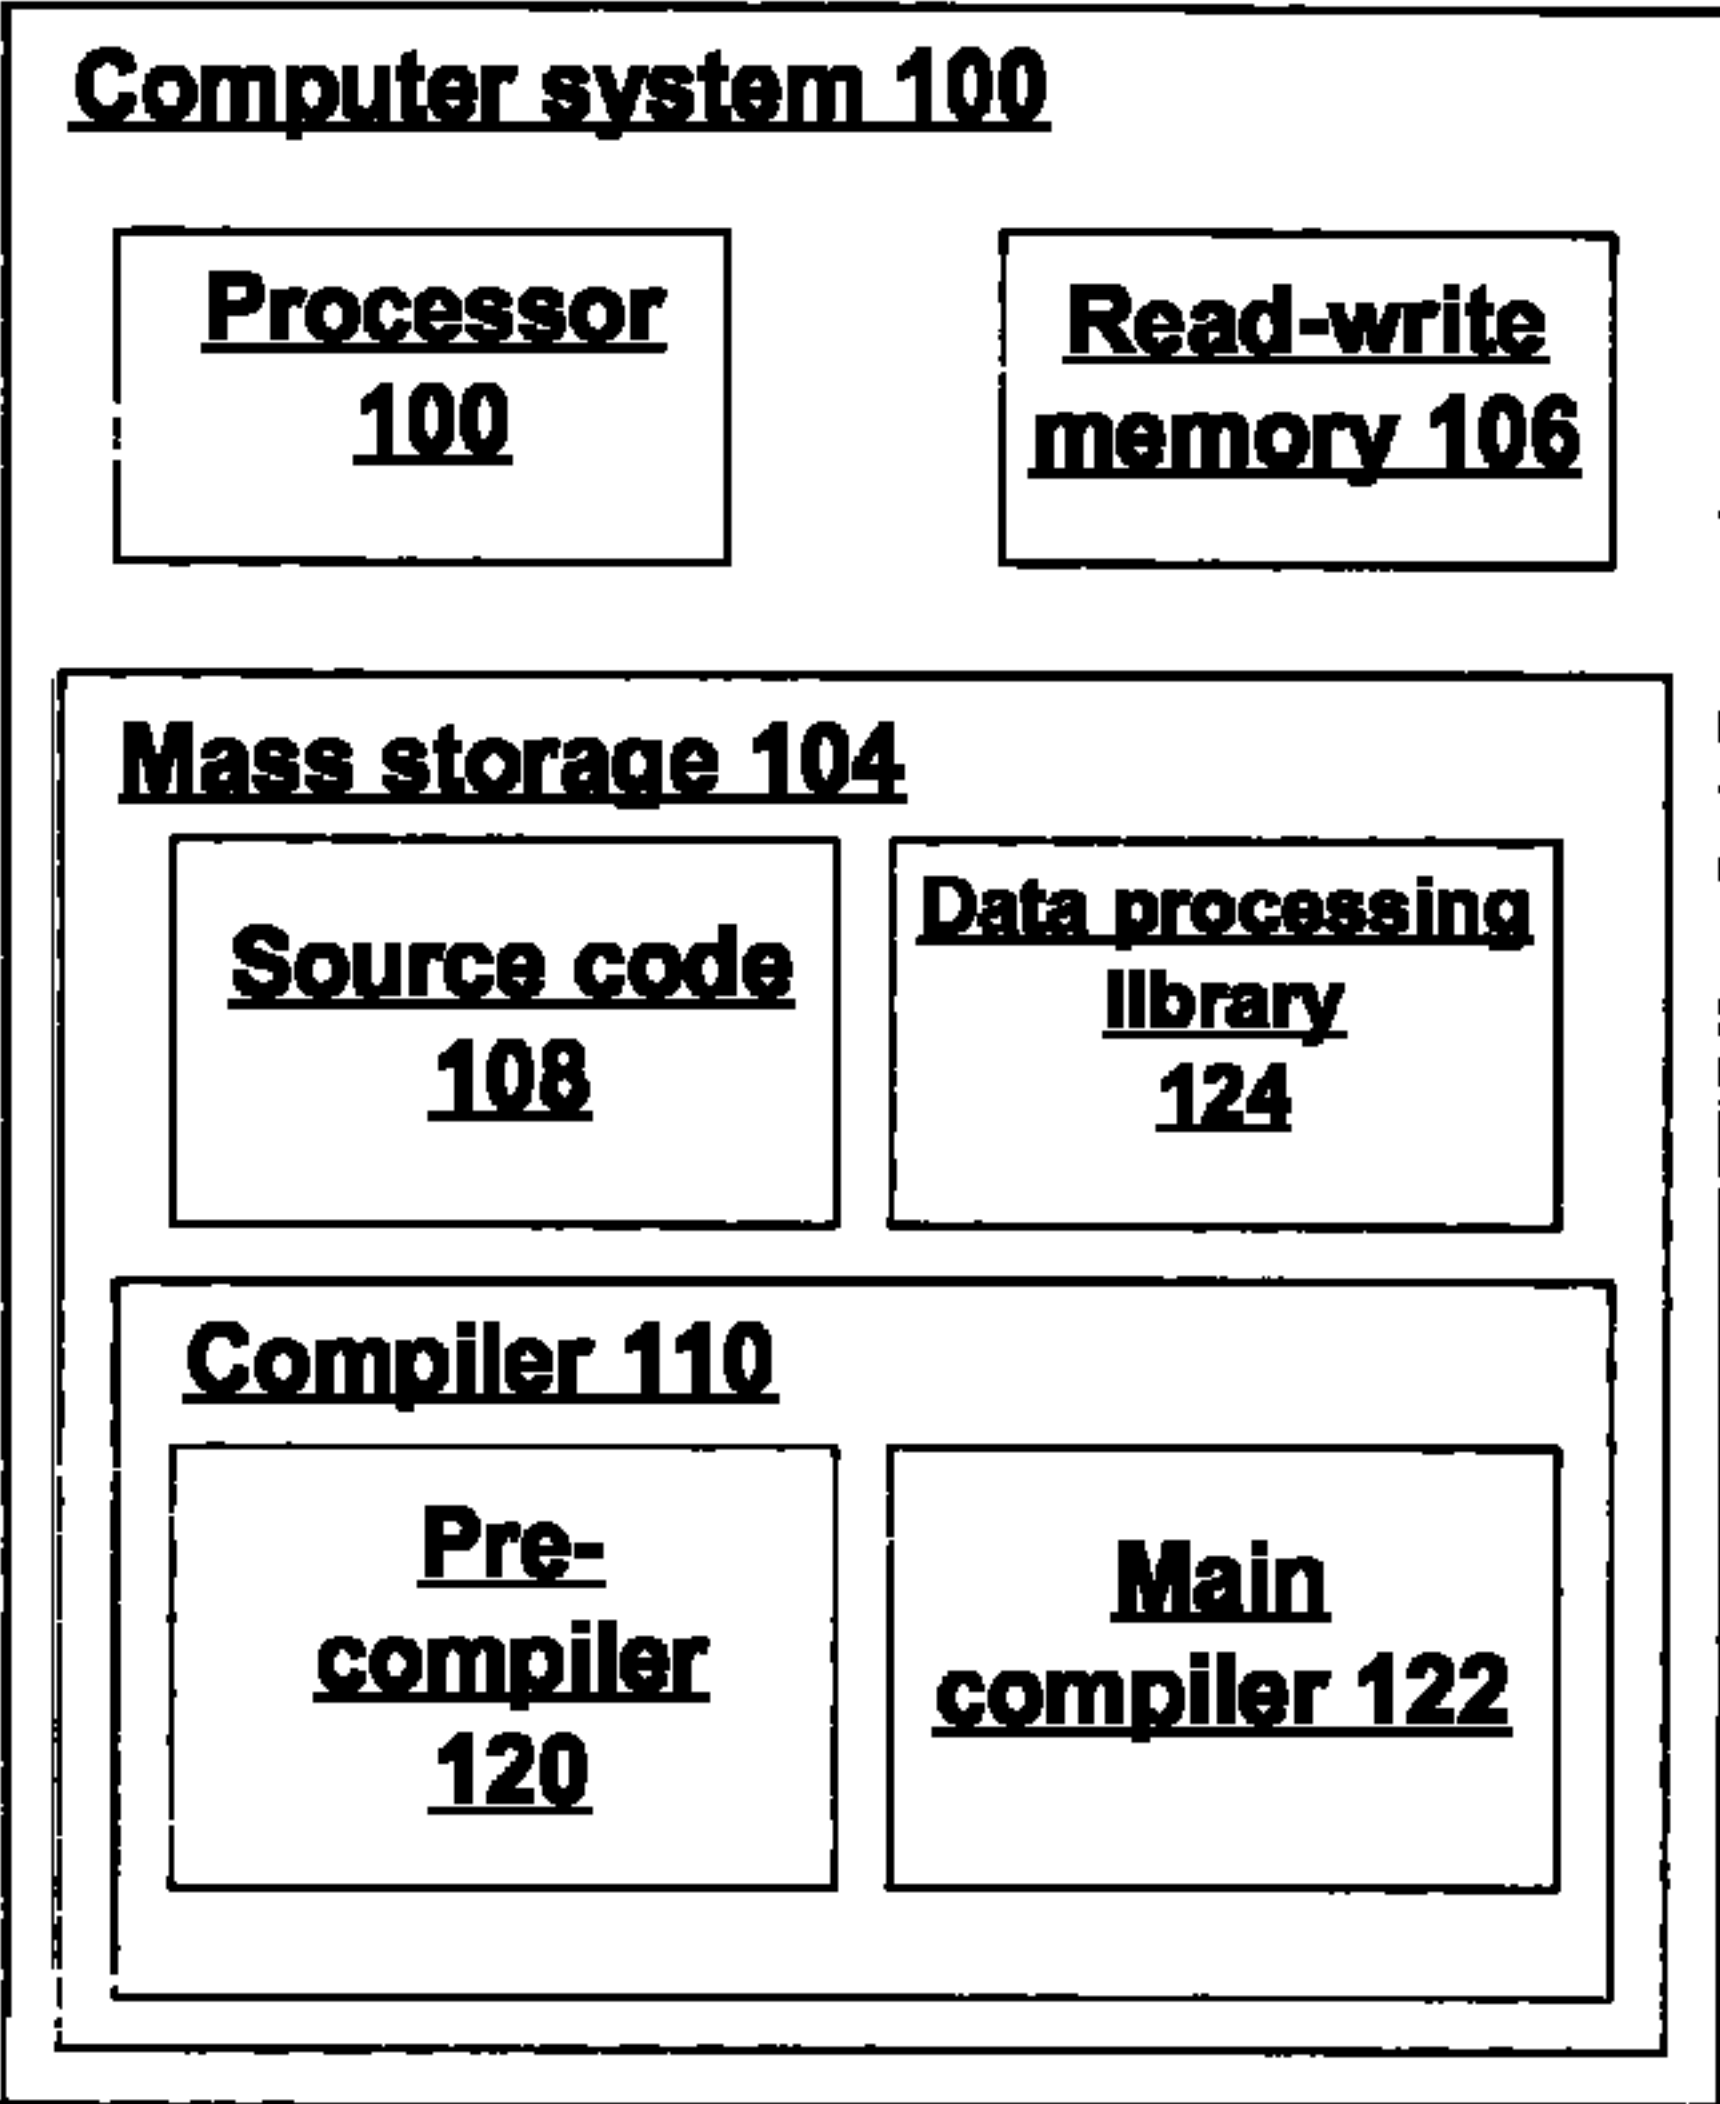 Computer system 100
Processor
100
Read-write
memory 106
Mass storage 104
Source code
108
Data processing
library
124
Compiler 110
Pre-
compiler
120
Main
compiler 122